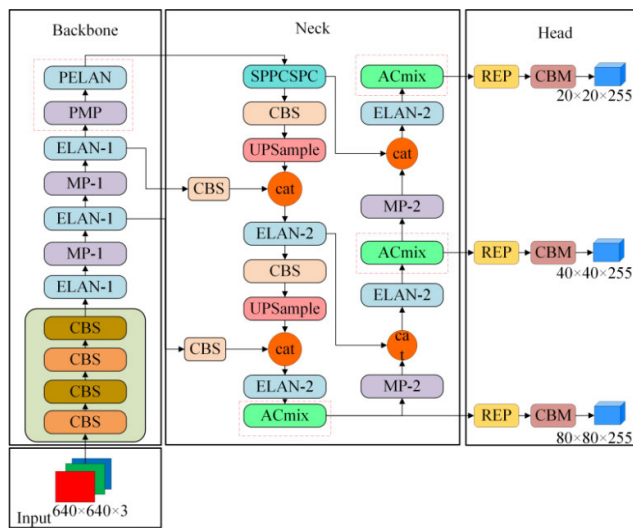 Backbone
PELAN
PMP
ELAN-1
MP-1
ELAN-1
MP-1
ELAN-1
CBS
CBS
CBS
CBS
Input
640×640×3
Neck
SPPCSPC
CBS
UPSample
CBS
cat
ELAN-2
CBS
UPSample
CBS
cat
ELAN-2
ACmix
ACmix
ELAN-2
cat
MP-2
ACmix
ELAN-2
ca
t
MP-2
Head
REP
CBM
20×20×255
REP
CBM
40×40×255
REP
CBM
80×80×255